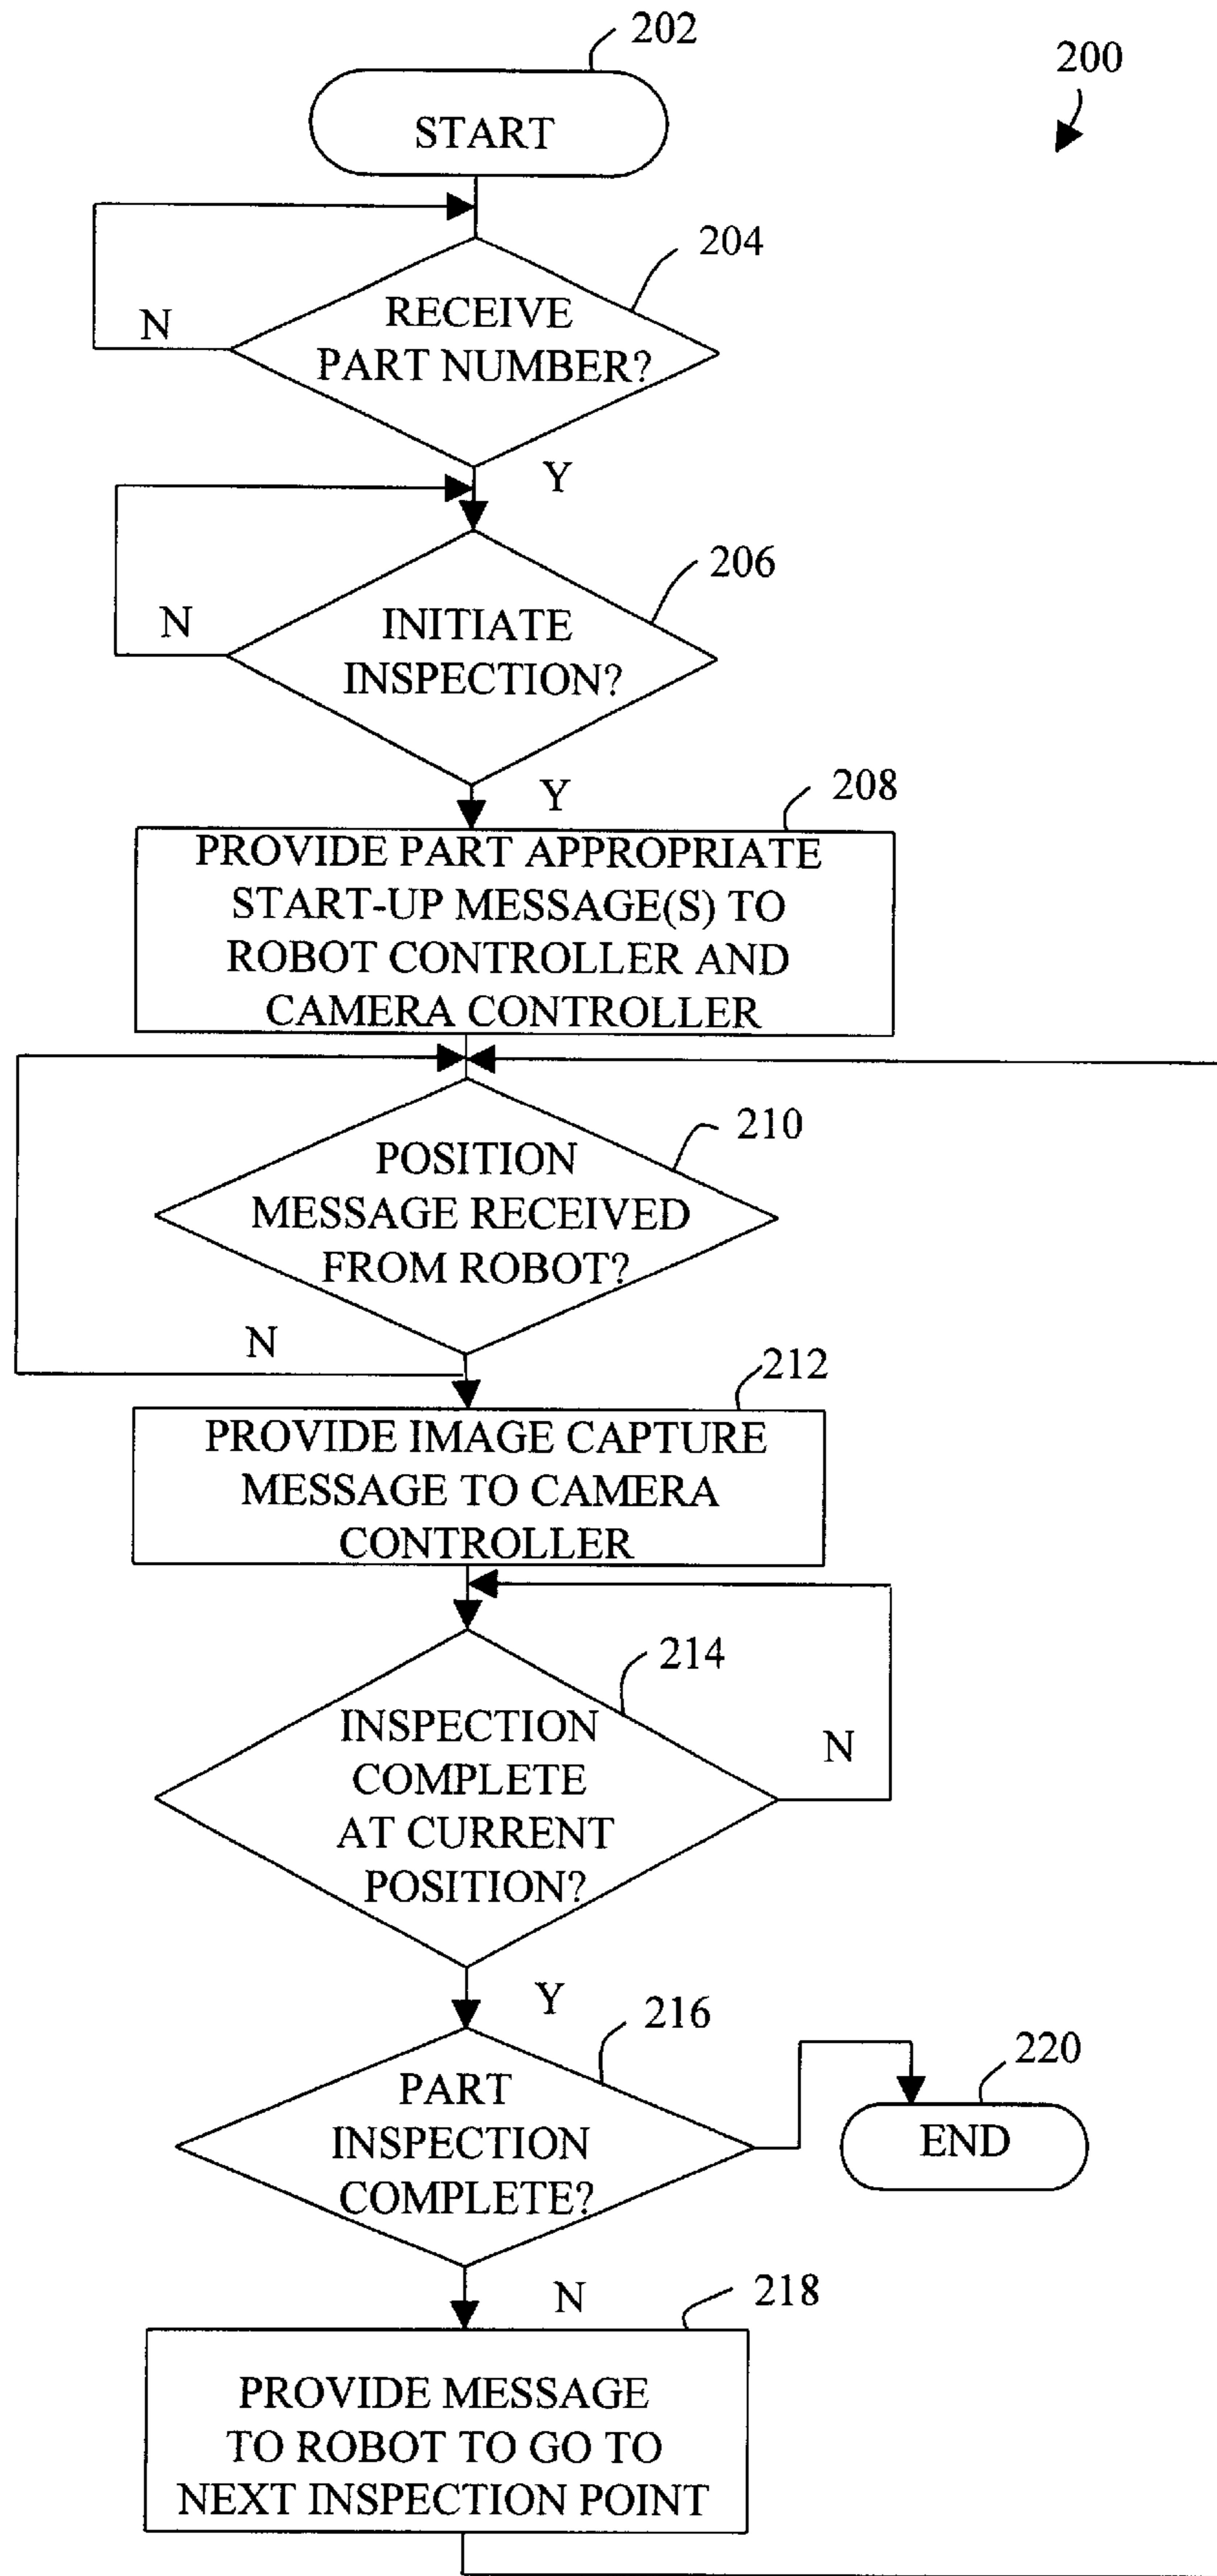 202
200
START
204
RECEIVE
PART NUMBER?
N
Y
206
INITIATE
INSPECTION?
N
Y
208
PROVIDE PART APPROPRIATE
START-UP MESSAGE(S) TO
ROBOT CONTROLLER AND
CAMERA CONTROLLER
210
POSITION
MESSAGE RECEIVED
FROM ROBOT?
N
212
PROVIDE IMAGE CAPTURE
MESSAGE TO CAMERA
CONTROLLER
214
INSPECTION
COMPLETE
AT CURRENT
POSITION?
N
Y
216
PART
INSPECTION
COMPLETE?
220
END
N
218
PROVIDE MESSAGE
TO ROBOT TO GO TO
NEXT INSPECTION POINT